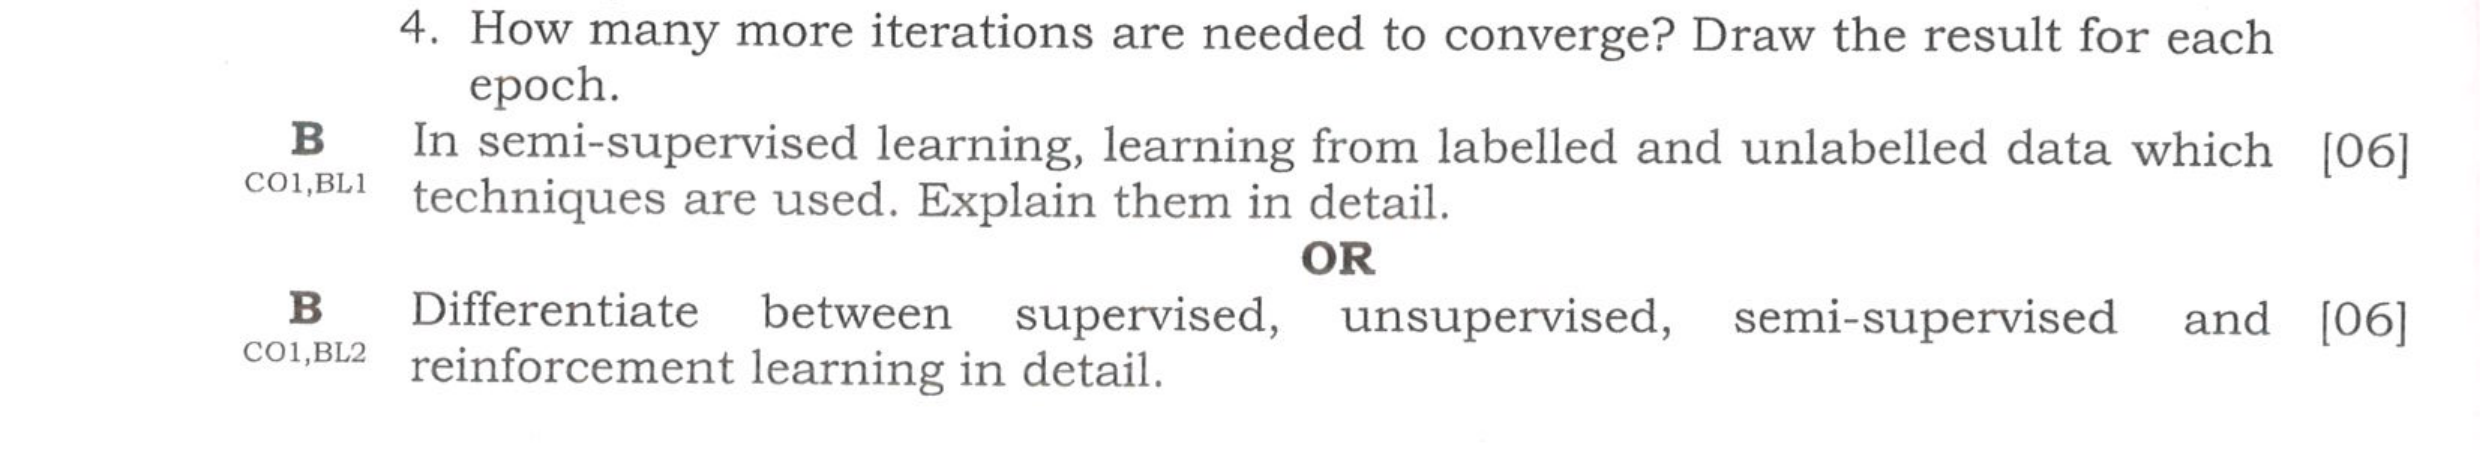 4. How many more iterations are needed to converge? Draw the result for each
epoch.
B In semi-supervised learning, learning from labelled and unlabelled data which [06]
CO1,BL1 techniques are used. Explain them in detail.
OR
B Differentiate between supervised, unsupervised, semi-supervised and [06]
CO1,BL2 reinforcement learning in detail.